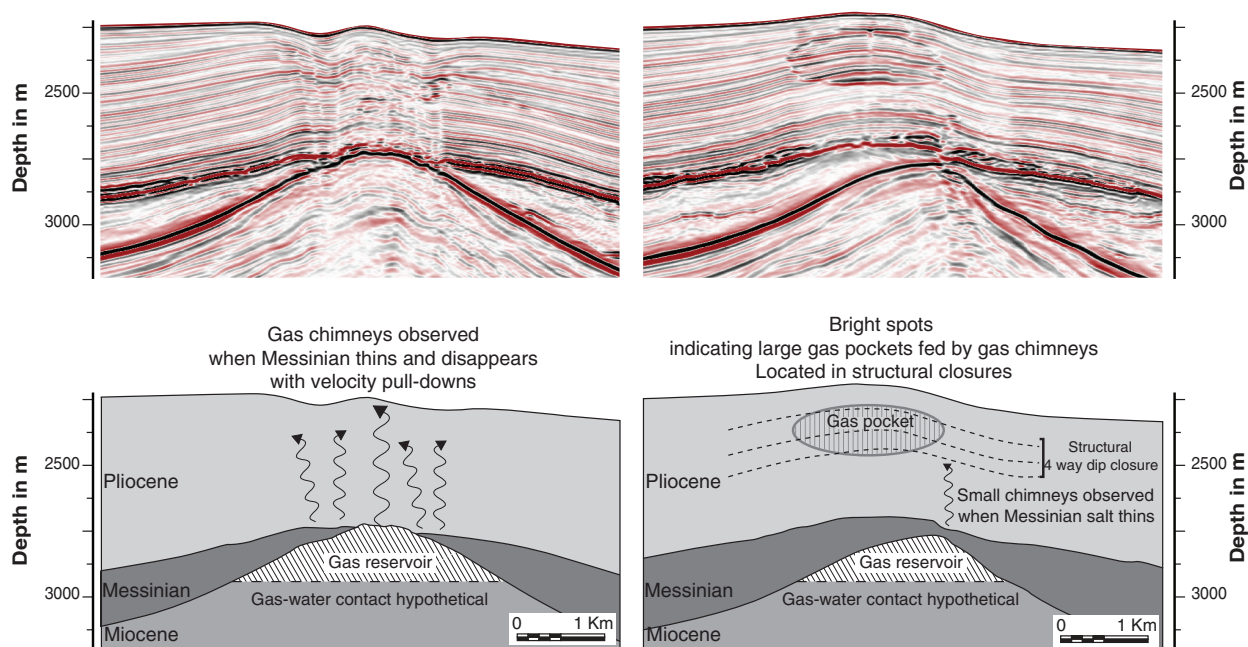 Depth in m
2500
3000
2500
3000
Depth in m
Gas chimneys observed
when Messinian thins and disappears
with velocity pull-downs
Bright spots
indicating large gas pockets fed by gas chimneys
Located in structural closures
Depth in m
2500
3000
Pliocene
Messinian
Miocene
Gas reservoir
Gas-water contact hypothetical
0 1 Km
Gas pocket
Structural
4 way dip closure
Pliocene
Small chimneys observed
when Messinian salt thins
Gas reservoir
Messinian
Gas-water contact hypothetical
Miocene
0 1 Km
2500
3000
Depth in m